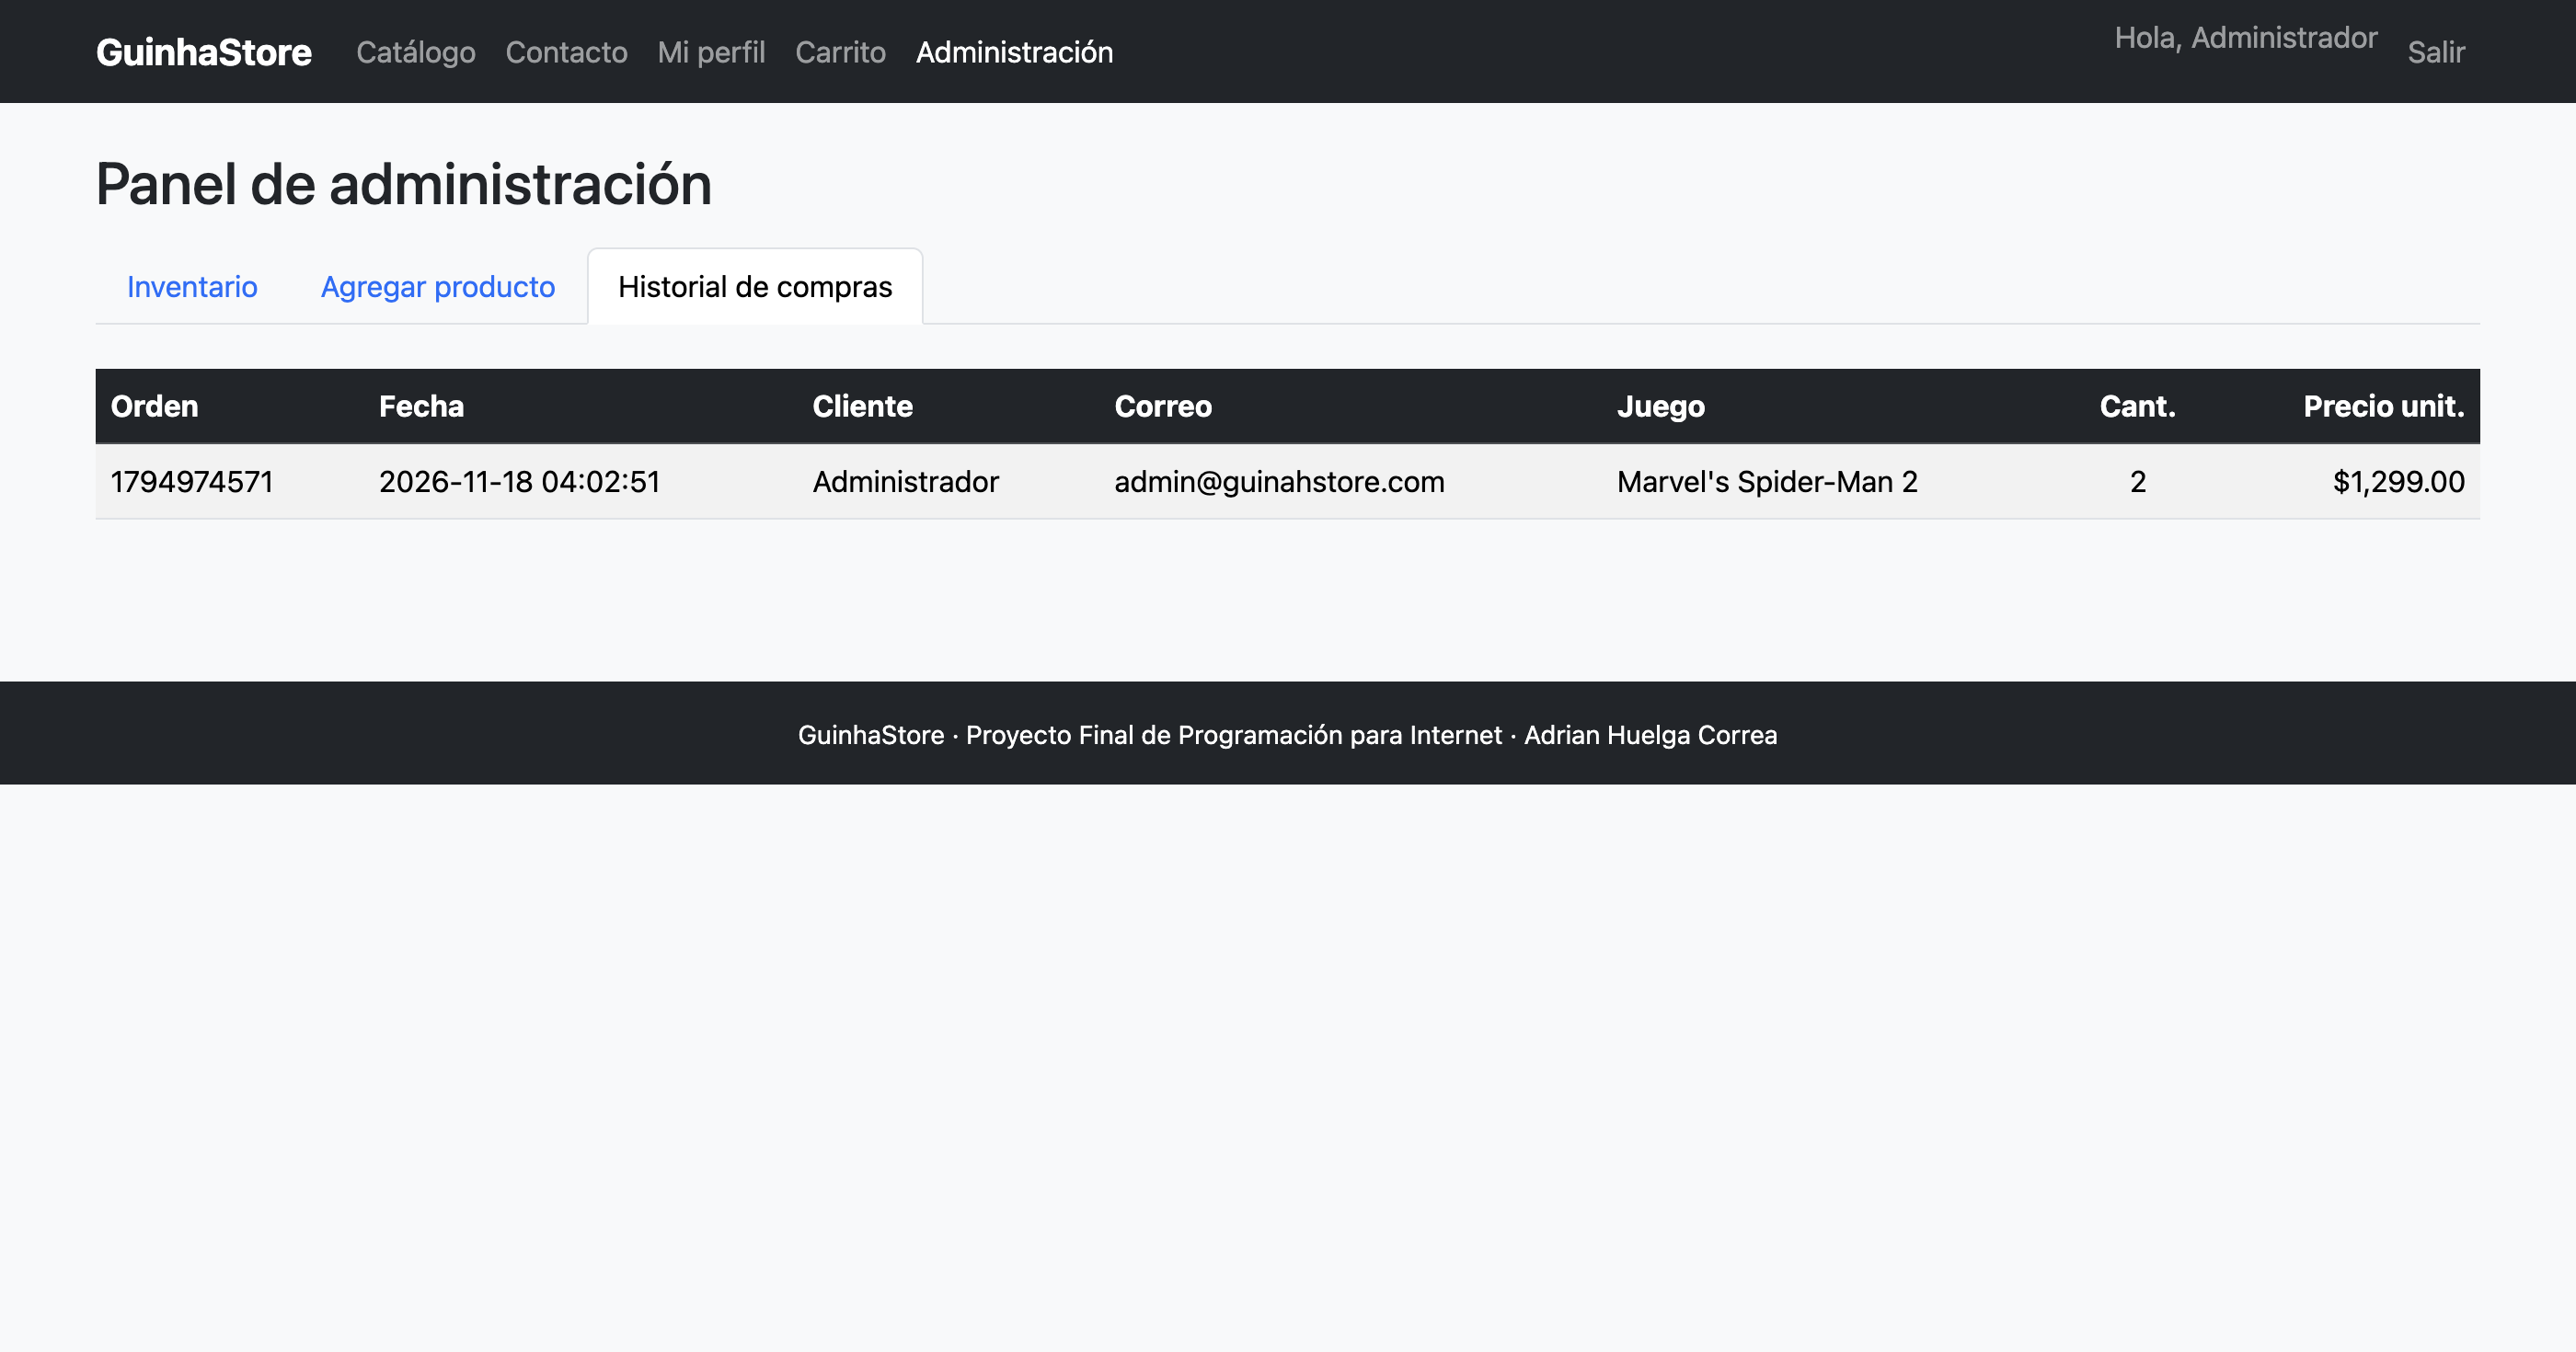 GuinhaStore Catálogo Contacto Mi perfil Carrito Administración Hola, Administrador Salir
Panel de administración
Inventario Agregar producto Historial de compras
Orden Fecha Cliente Correo Juego Cant. Precio unit.
1794974571 2026-11-18 04:02:51 Administrador admin@guinahstore.com Marvel's Spider-Man 2 2 $1,299.00
GuinhaStore · Proyecto Final de Programación para Internet · Adrian Huelga Correa